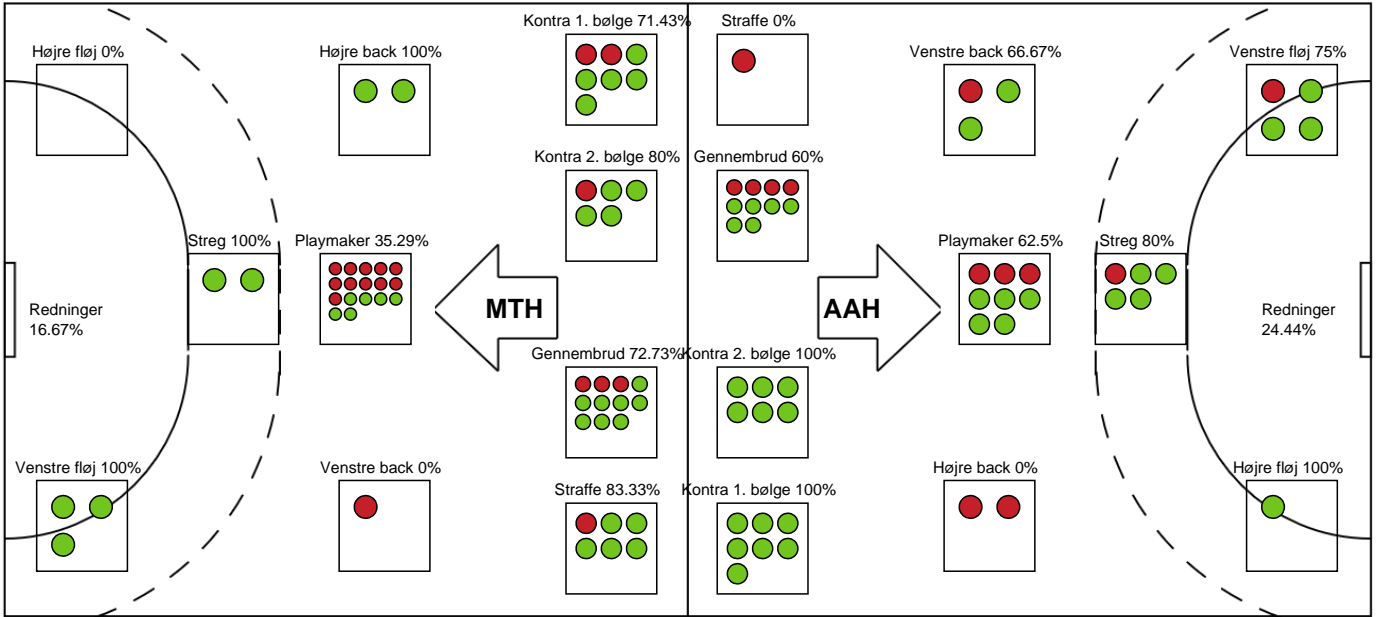 Kontra 1. bølge 71.43%
Straffe 0%
Højre fløj 0%
Højre back 100%
Venstre back 66.67%
Venstre fløj 75%
Kontra 2. bølge 80%
Gennembrud 60%
Streg 100%
Playmaker 35.29%
Playmaker 62.5%
Streg 80%
MTH
AAH
Redninger
16.67%
Redninger
24.44%
Gennembrud 72.73%
Kontra 2. bølge 100%
Venstre fløj 100%
Venstre back 0%
Højre back 0%
Højre fløj 100%
Straffe 83.33%
Kontra 1. bølge 100%